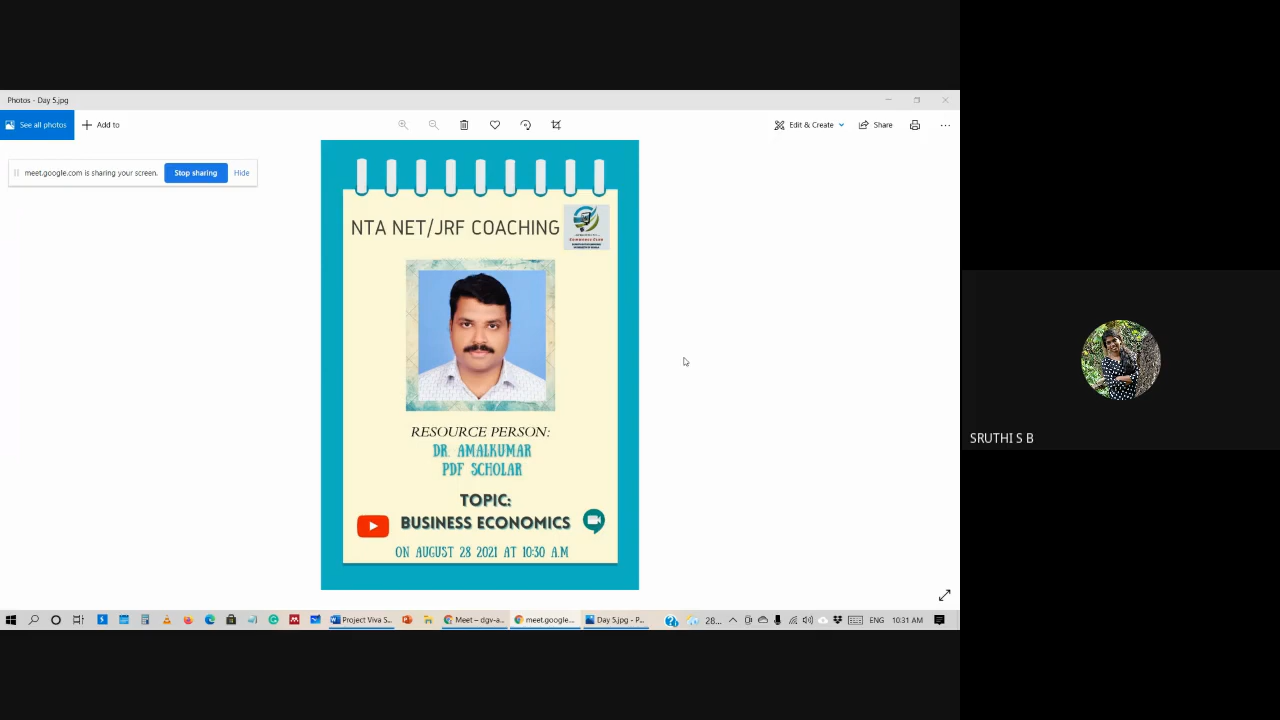 Photos - Day 5.jpg
See all photos
Add to
Edit & Create
Share
meet.google.com is sharing your screen.
Stop sharing
Hide
NTA NET/JRF COACHING
RESOURCE PERSON:
DR. AMALKUMAR
PDF SCHOLAR
TOPIC:
BUSINESS ECONOMICS
ON AUGUST 28 2021 AT 10:30 A.M
SRUTHI S B
Project Viva S...
Meet – dgv-a...
meet.google...
Day 5.jpg - P...
28...
ENG
10:31 AM